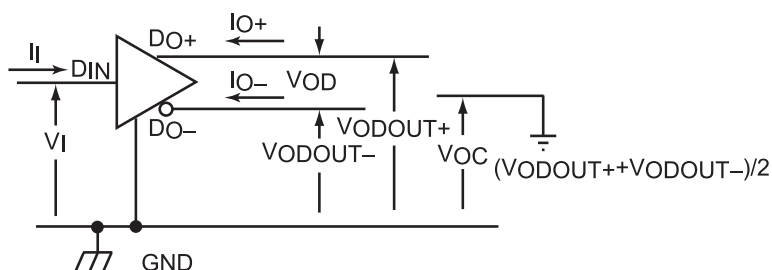 IO+
DO+
II
DIN
VOD
IO–
DO–
VODOUT+
VI
VODOUT–
VOC
(VODOUT++VODOUT–)/2
GND